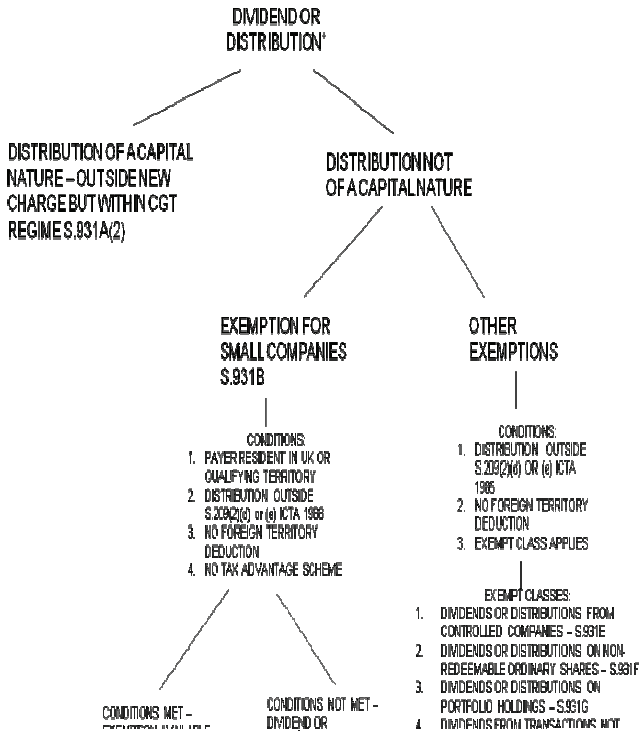 DIVIDEND OR
DISTRIBUTION*
DISTRIBUTION OF A CAPITAL
NATURE – OUTSIDE NEW
CHARGE BUT WITHIN CGT
REGIME S.931A(2)
DISTRIBUTION NOT
OF A CAPITAL NATURE
EXEMPTION FOR
SMALL COMPANIES
S.931B
CONDITIONS:
1. PAYER RESIDENT IN UK OR
QUALIFYING TERRITORY
2. DISTRIBUTION OUTSIDE
S.209(2)(d) or (e) ICTA 1988
3. NO FOREIGN TERRITORY
DEDUCTION
4. NO TAX ADVANTAGE SCHEME
OTHER
EXEMPTIONS
CONDITIONS:
1. DISTRIBUTION OUTSIDE
S.209(2)(d) OR (e) ICTA
2. NO FOREIGN TERRITORY
DEDUCTION
3. EXEMPT CLASS APPLIES
EXEMPT CLASSES:
1. DIVIDENDS OR DISTRIBUTIONS FROM
CONTROLLED COMPANIES – S.931E
2. DIVIDENDS OR DISTRIBUTIONS ON NON-
REDEEMABLE ORDINARY SHARES – S.931F
3. DIVIDENDS OR DISTRIBUTIONS ON
PORTFOLIO HOLDINGS – S.931G
4. DIVIDENDS FROM TRANSACTIONS NOT
CONDITIONS MET –
CONDITIONS NOT MET –
DIVIDEND OR